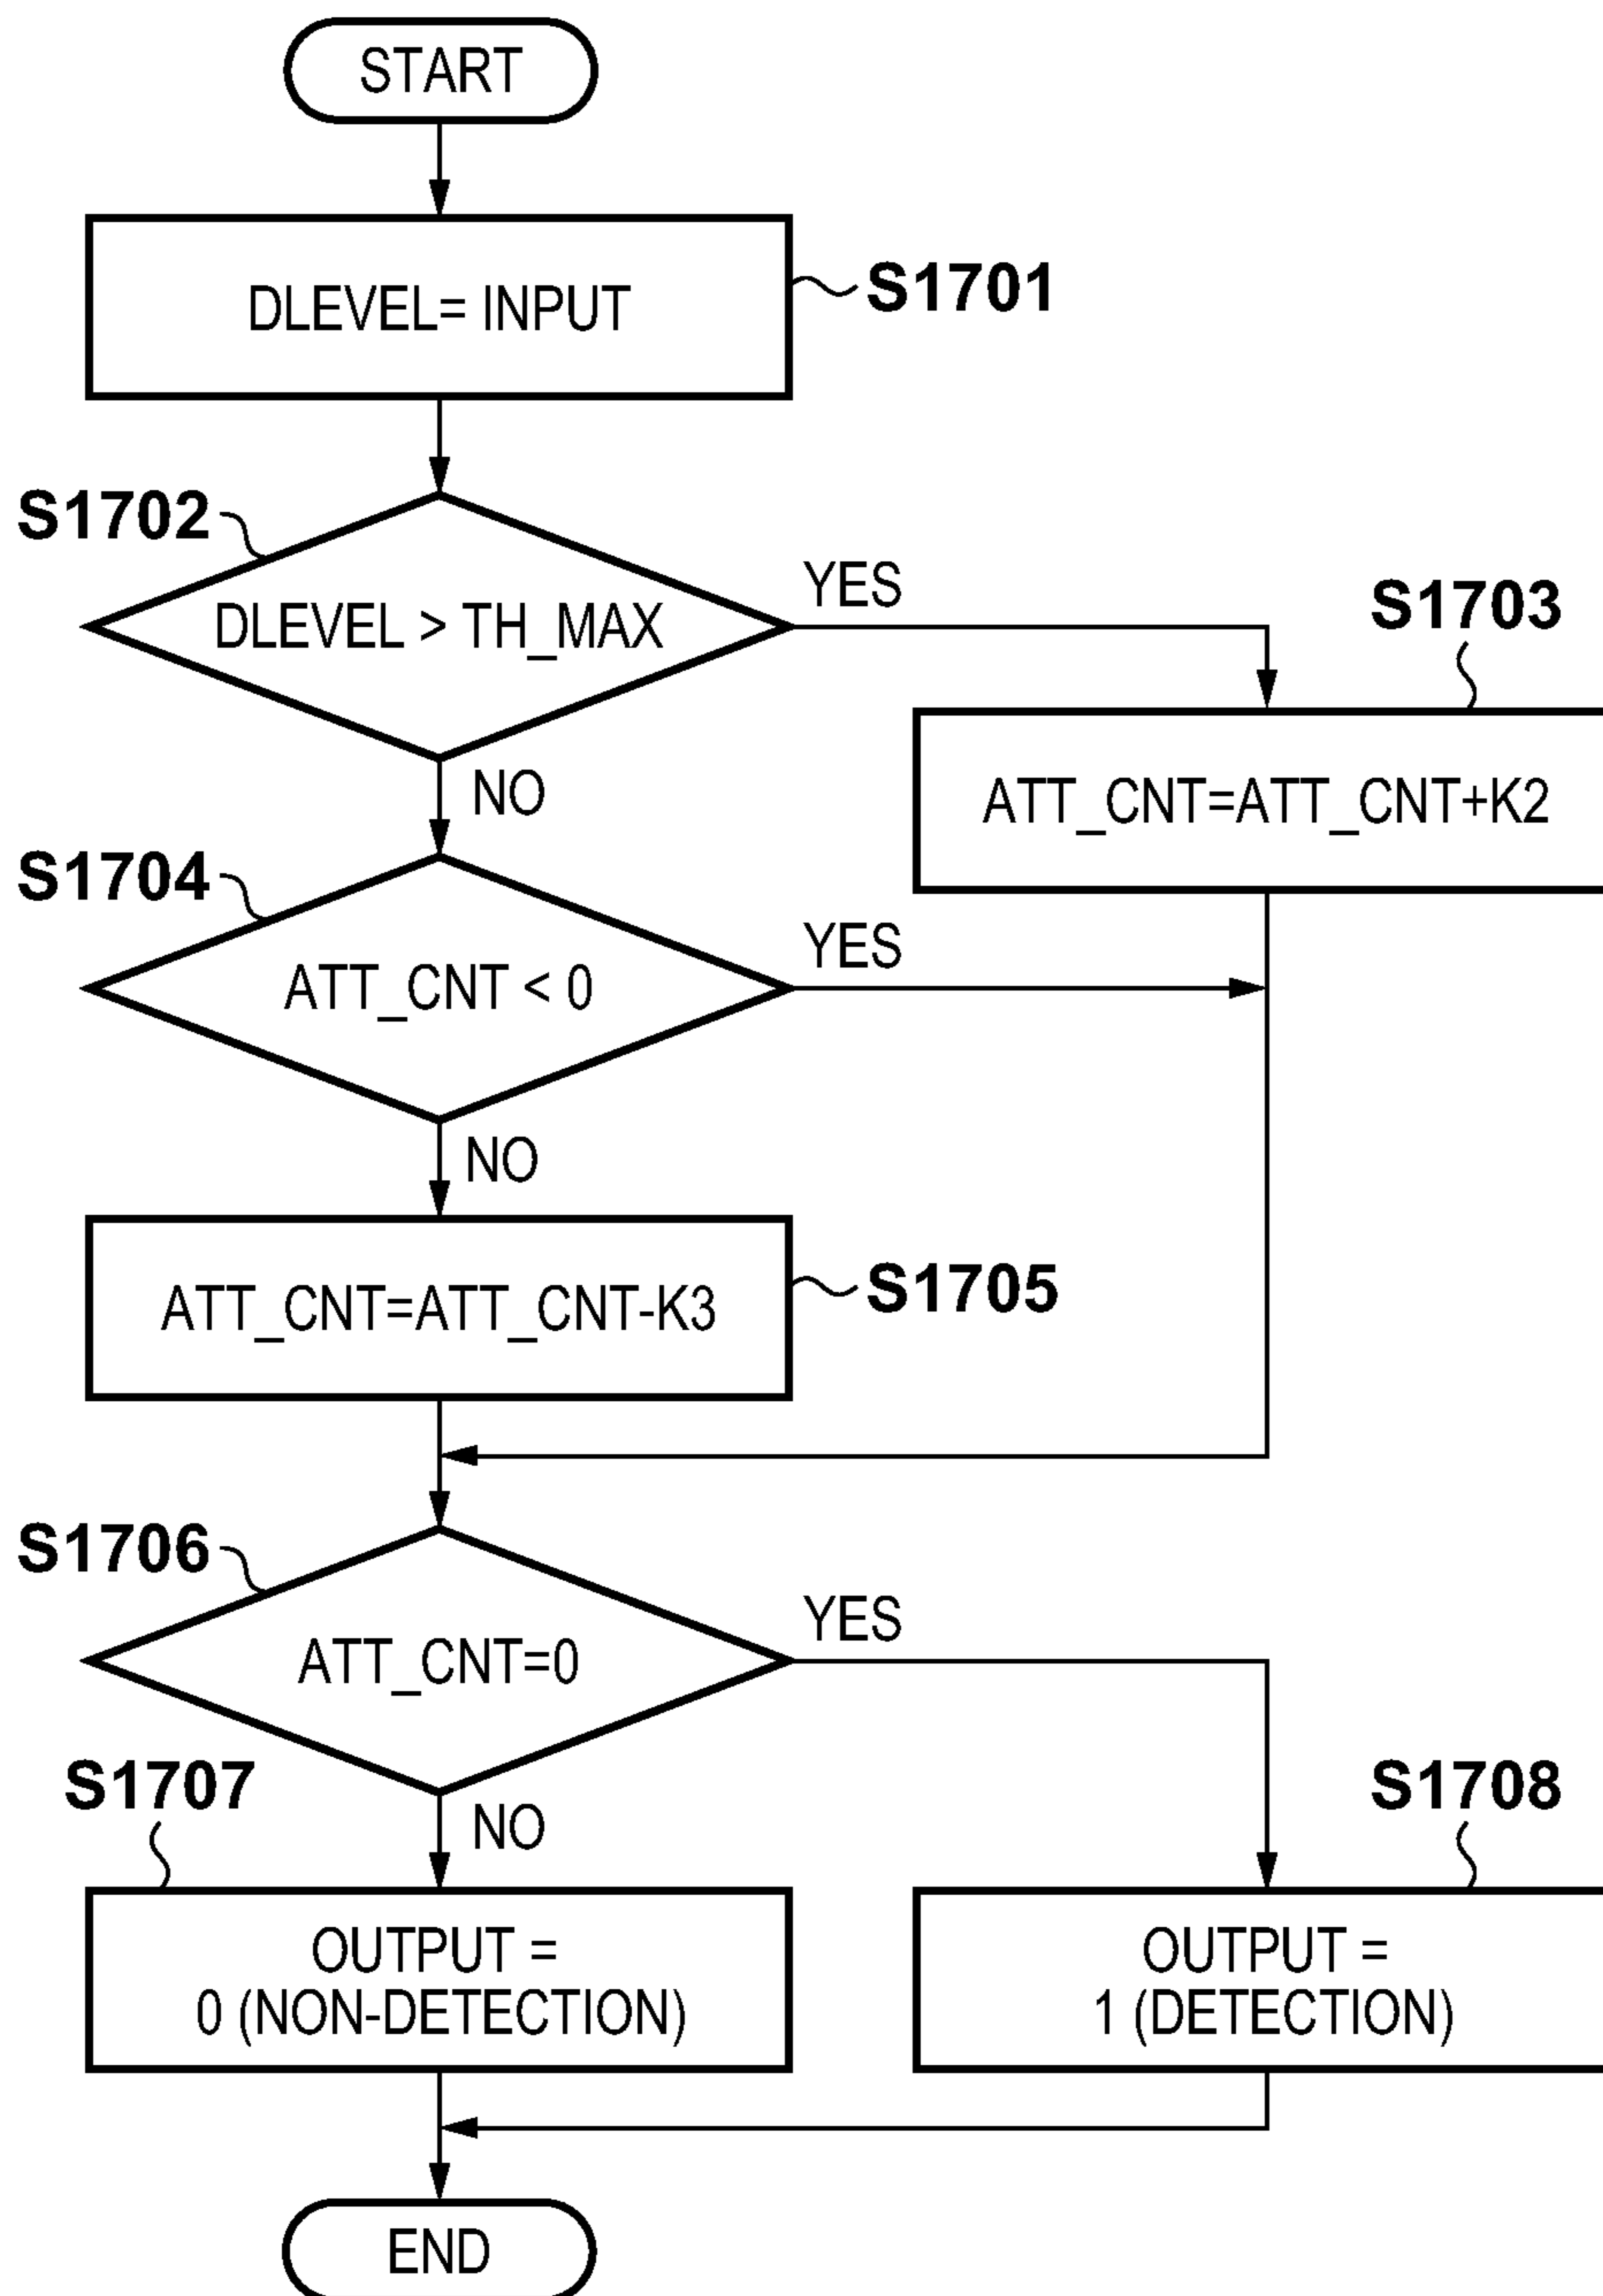 START
DLEVEL= INPUT
S1701
S1702
DLEVEL > TH_MAX
YES
S1703
ATT_CNT=ATT_CNT+K2
NO
S1704
ATT_CNT < 0
YES
NO
ATT_CNT=ATT_CNT-K3
S1705
S1706
ATT_CNT=0
YES
S1707
NO
S1708
OUTPUT =
0 (NON-DETECTION)
OUTPUT =
1 (DETECTION)
END